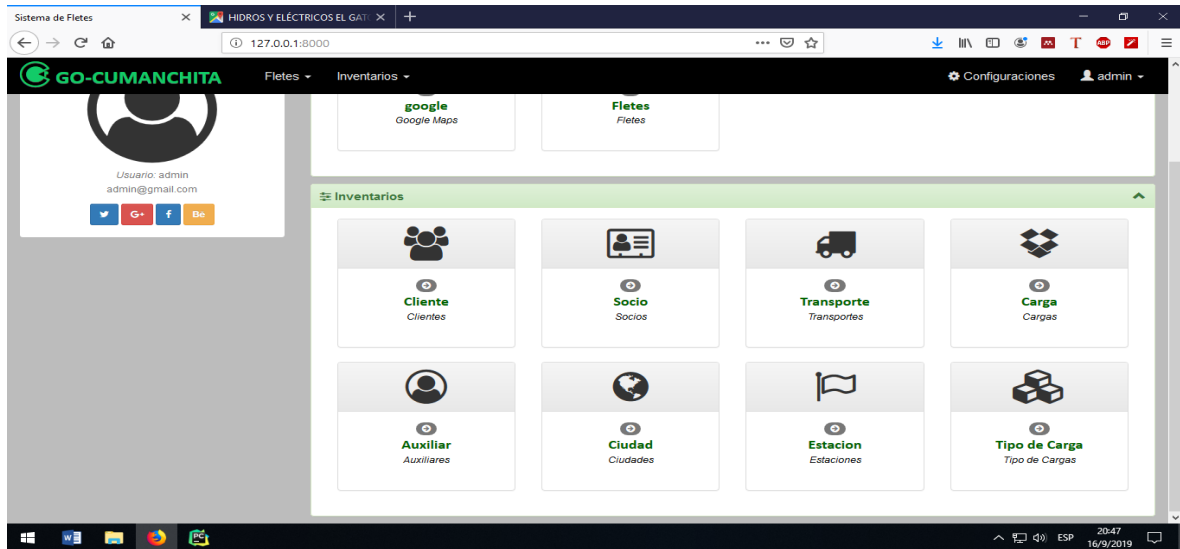 Sistema de Fletes
HIDROS Y ELÉCTRICOS EL GAT
127.0.0.1:8000
ABP
GO-CUMANCHITA
Fletes
Inventarios
Configuraciones
admin
google
Google Maps
Fletes
Fletes
Usuario: admin
admin@gmail.com
G+
f
Be
Inventarios
Cliente
Clientes
Socio
Socios
Transporte
Transportes
Carga
Cargas
Auxiliar
Auxiliares
Ciudad
Ciudades
Estacion
Estaciones
Tipo de Carga
Tipo de Cargas
ESP
20:47
16/9/2019